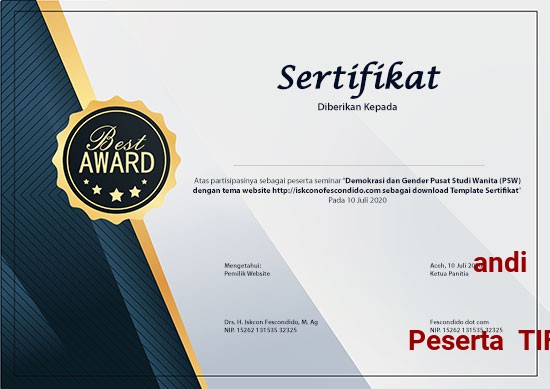 Sertifikat
Diberikan Kepada
Best
AWARD
Atas partisipasinya sebagai peserta seminar "Demokrasi dan Gender Pusat Studi Wanita (PSW)
dengan tema website http://iskconofescondido.com sebagai download Template Sertifikat"
Pada 10 Juli 2020
Mengetahui:
Pemilik Website
Aceh, 10 Juli
Ketua Panitia
andi
Drs. H. Iskcon Fescondido, M. Ag
NIP. 15262 131535 32325
Fescondido dot com
NIP. 15262 131535 32325
Peserta TIF